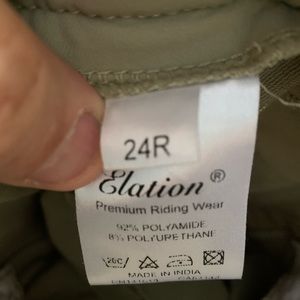 24R
Elation®
Premium Riding Wear
92% POLYAMIDE
8% POLYURETHANE
MADE IN INDIA